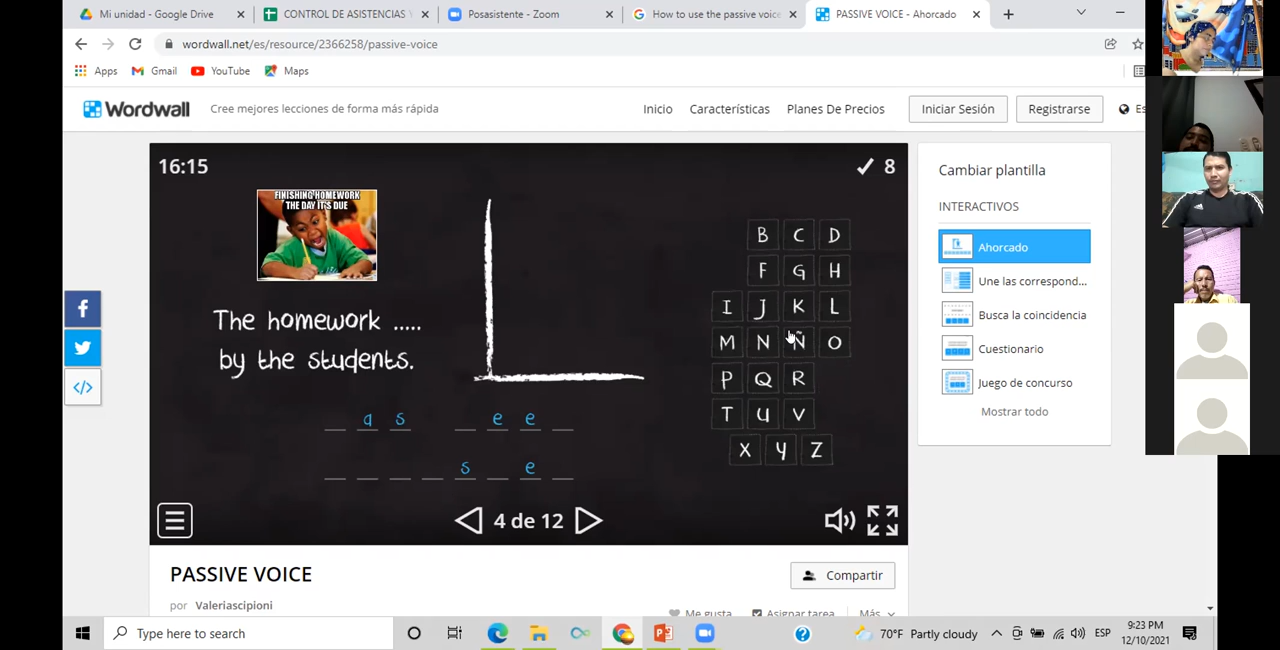 Mi unidad - Google Drive
CONTROL DE ASISTENCIAS Y
Posasistente - Zoom
How to use the passive voice
PASSIVE VOICE - Ahorcado
wordwall.net/es/resource/2366258/passive-voice
Apps
Gmail
YouTube
Maps
Wordwall
Cree mejores lecciones de forma más rápida
Inicio
Características
Planes De Precios
Iniciar Sesión
Registrarse
Es
16:15
8
FINISHING HOMEWORK
THE DAY IT'S DUE
The homework .....
by the students.
_ a s _ e e _
_ _ _ _ s _ e _
B C D
F G H
I J K L
M N Ñ O
P Q R
T U V
X Y Z
4 de 12
Cambiar plantilla
INTERACTIVOS
Ahorcado
Une las correspond...
Busca la coincidencia
Cuestionario
Juego de concurso
Mostrar todo
PASSIVE VOICE
por Valeriascipioni
Compartir
Me gusta
Asignar tarea
Más
Type here to search
70°F Partly cloudy
ESP
9:23 PM
12/10/2021